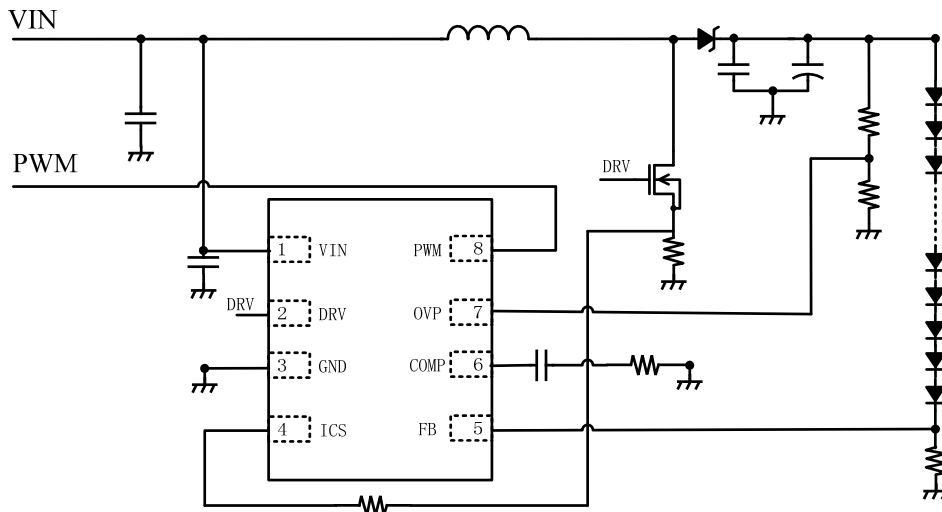 VIN
PWM
DRV
1 VIN PWM 8
DRV 2 DRV OVP 7
3 GND COMP 6
4 ICS FB 5